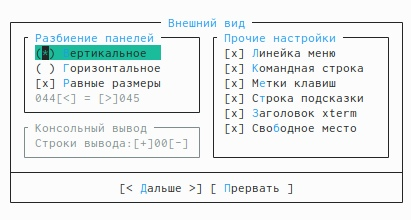 Внешний вид
Разбиение панелей
(*) Вертикальное
( ) Горизонтальное
[x] Равные размеры
044[<] = [>]045
Консольный вывод
Строки вывода:[+]00[-]
Прочие настройки
[x] Линейка меню
[x] Командная строка
[x] Метки клавиш
[x] Строка подсказки
[x] Заголовок xterm
[x] Свободное место
[< Дальше >] [ Прервать ]